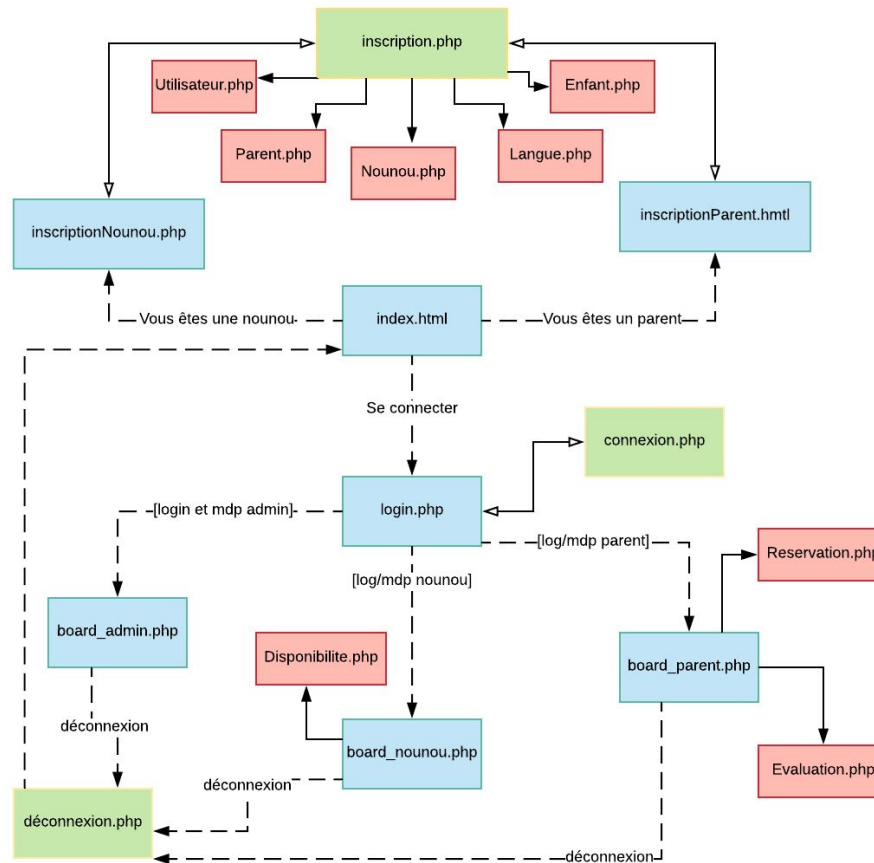 inscription.php
Utilisateur.php
Enfant.php
Parent.php
Nounou.php
Langue.php
inscriptionNounou.php
inscriptionParent.hmtl
Vous êtes une nounou
index.html
Vous êtes un parent
Se connecter
connexion.php
[login et mdp admin]
login.php
[log/mdp parent]
Reservation.php
[log/mdp nounou]
board_admin.php
Disponibilite.php
board_parent.php
déconnexion
board_nounou.php
Evaluation.php
déconnexion
déconnexion.php
déconnexion